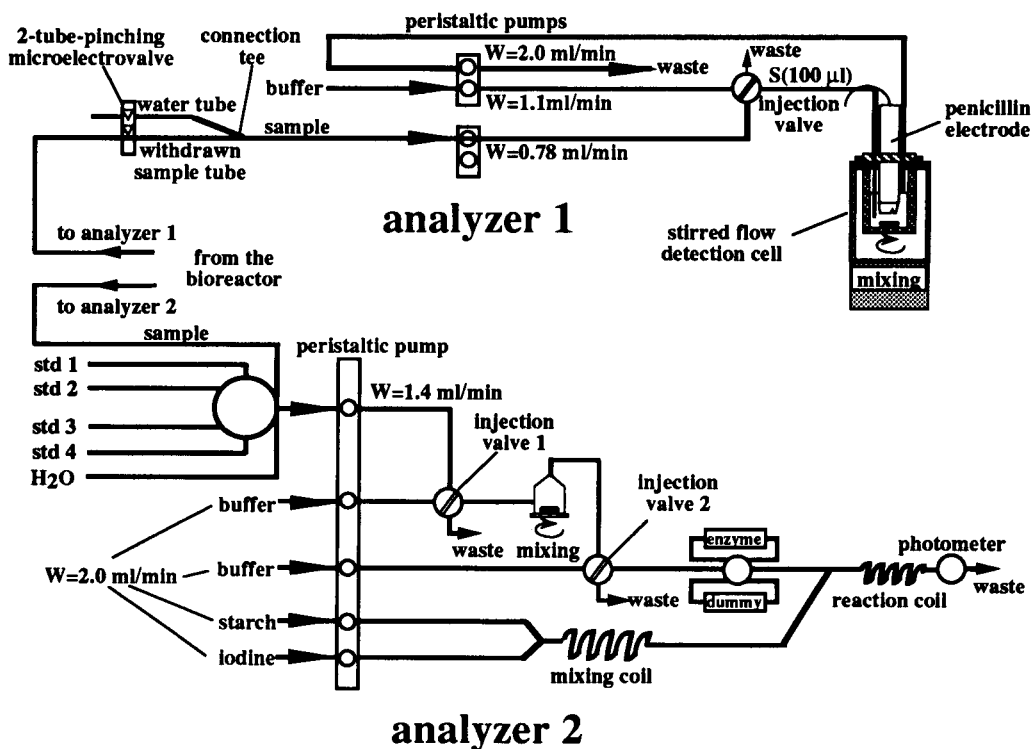 peristaltic pumps
2-tube-pinching
microelectrovalve
connection
tee
W=2.0 ml/min
waste
waste
S(100 µl)
buffer
W=1.1ml/min
injection
valve
water tube
sample
W=0.78 ml/min
penicillin
electrode
withdrawn
sample tube
analyzer 1
stirred flow
detection cell
mixing
to analyzer 1
from the
bioreactor
to analyzer 2
sample
peristaltic pump
std 1
std 2
std 3
std 4
H2O
W=1.4 ml/min
injection
valve 1
buffer
waste
mixing
injection
valve 2
W=2.0 ml/min
buffer
waste
enzyme
dummy
photometer
waste
reaction coil
starch
iodine
mixing coil
analyzer 2